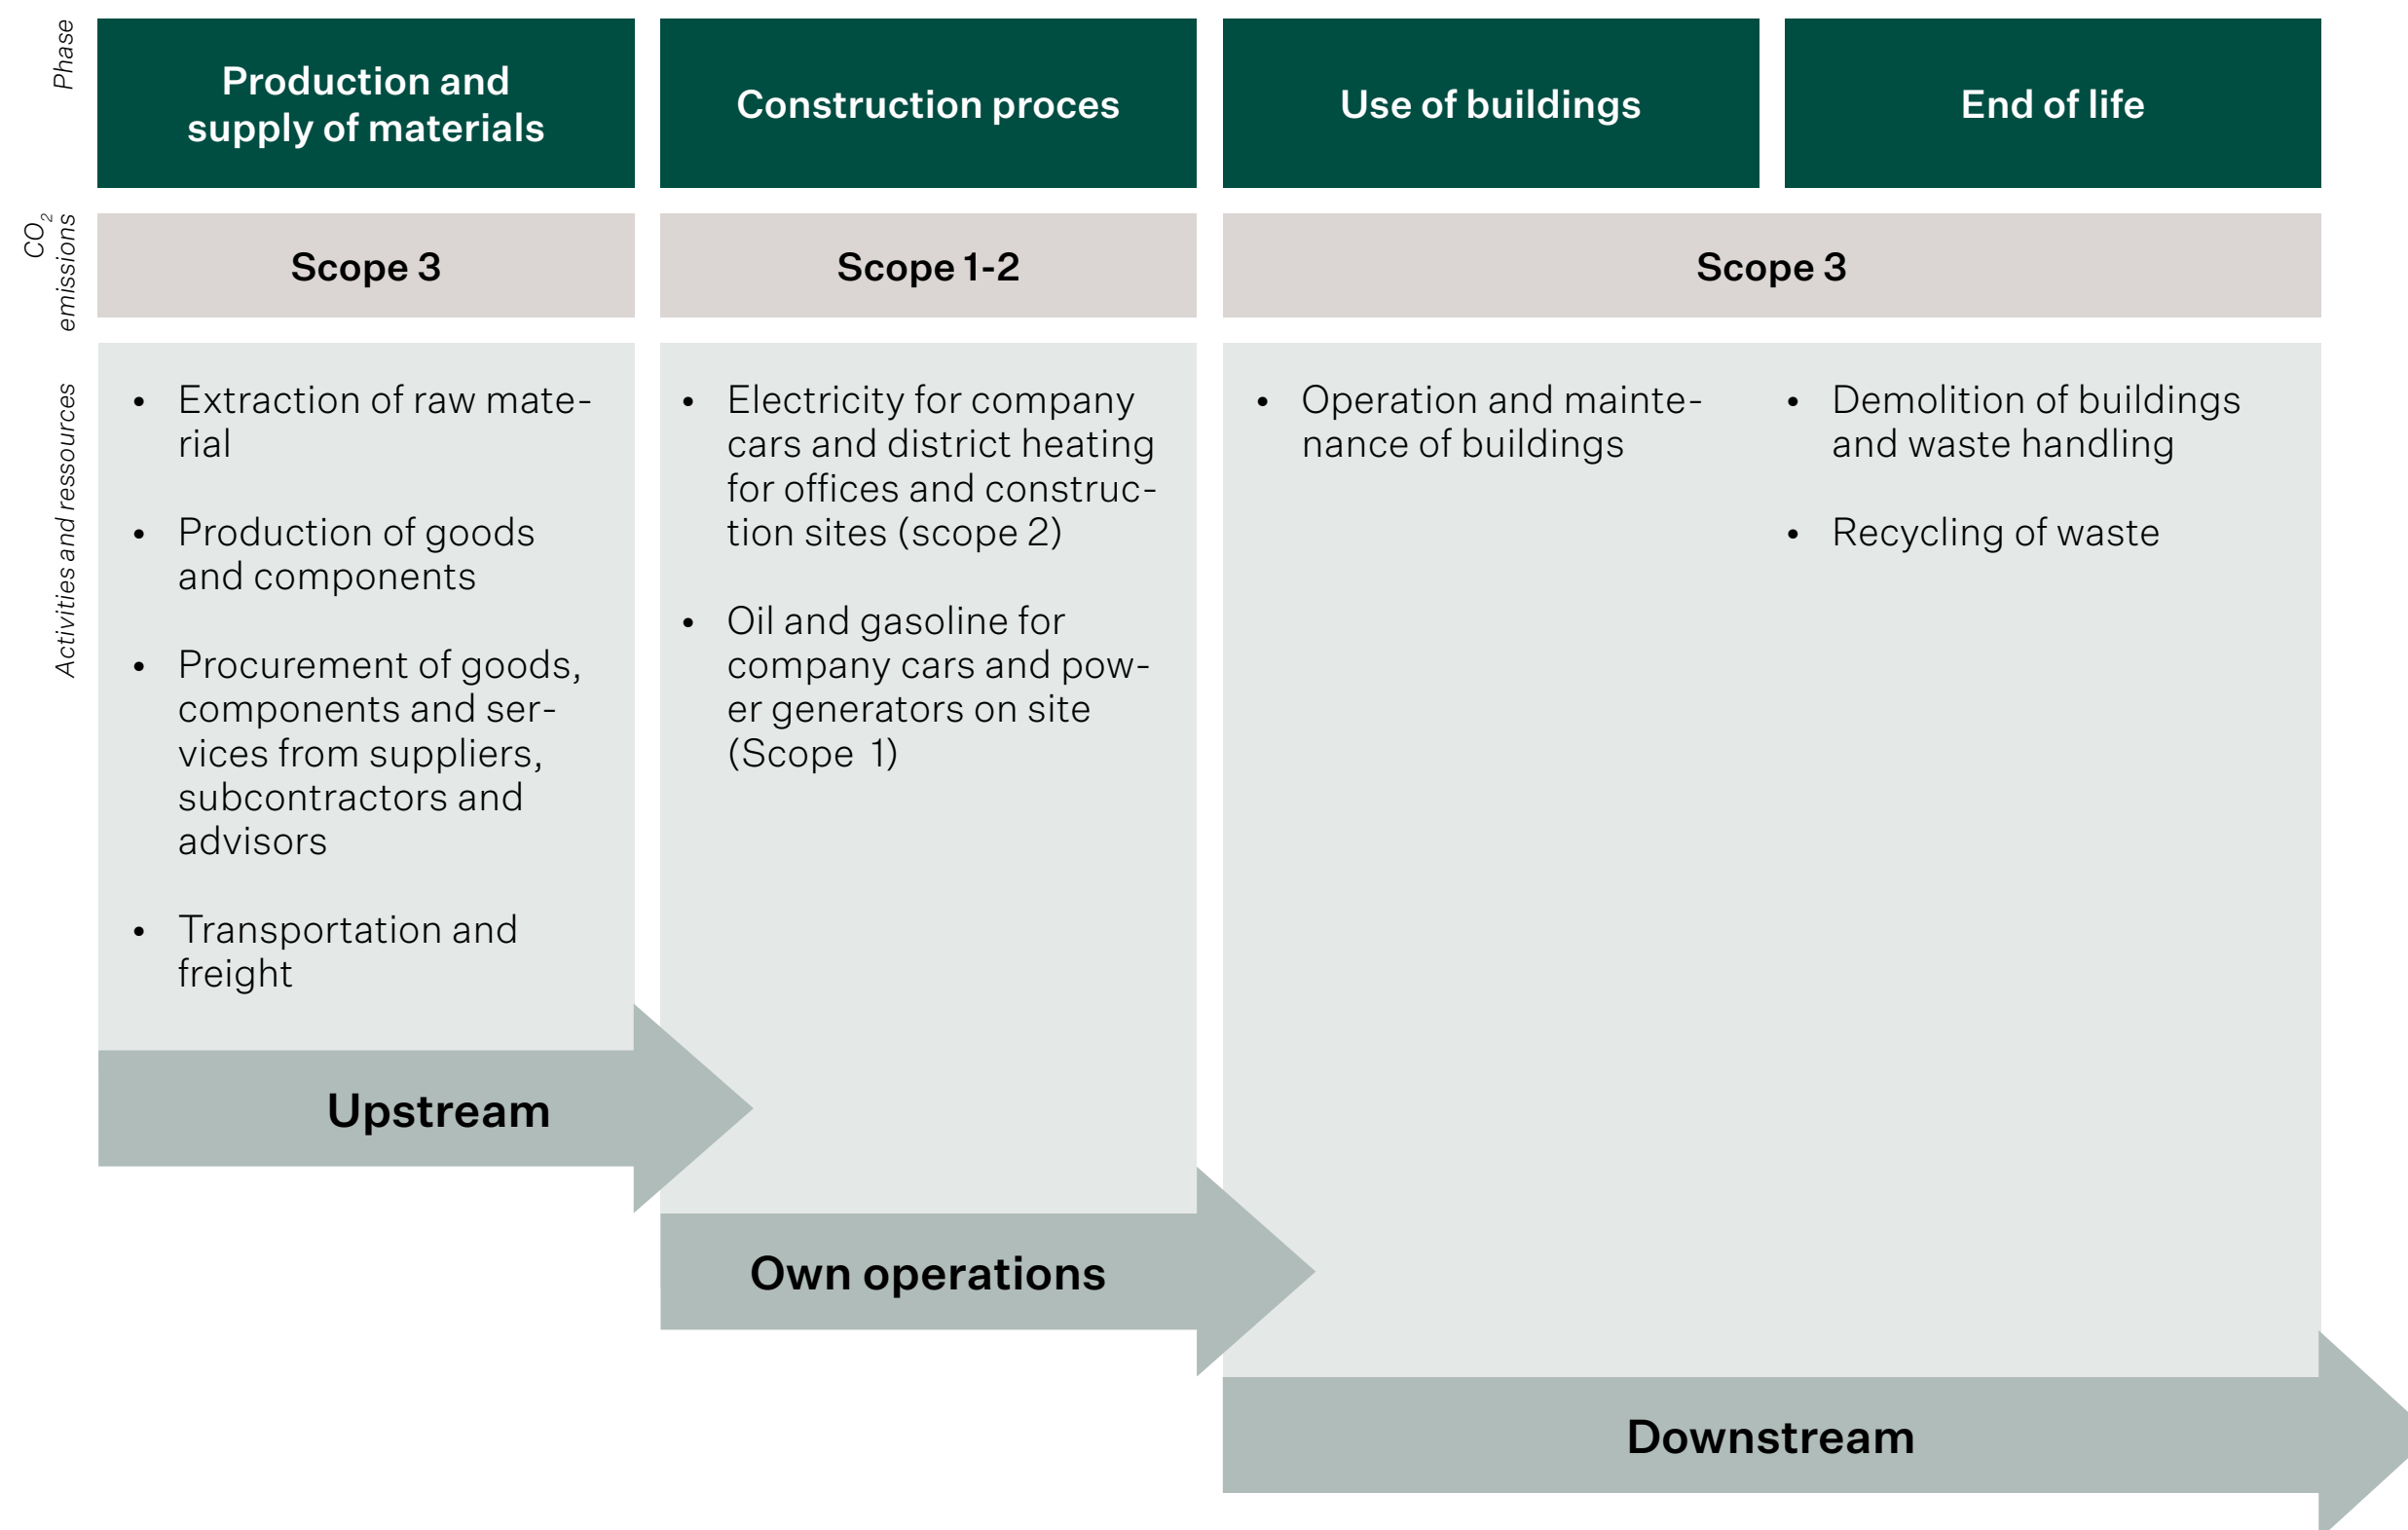 Phase
Production and
supply of materials
Construction proces
Use of buildings
End of life
CO₂
emissions
Scope 3
Scope 1-2
Scope 3
Activities and ressources
• Extraction of raw mate-
rial
• Production of goods
and components
• Procurement of goods,
components and ser-
vices from suppliers,
subcontractors and
advisors
• Transportation and
freight
• Electricity for company
cars and district heating
for offices and construc-
tion sites (scope 2)
• Oil and gasoline for
company cars and pow-
er generators on site
(Scope 1)
• Operation and mainte-
nance of buildings
• Demolition of buildings
and waste handling
• Recycling of waste
Upstream
Own operations
Downstream